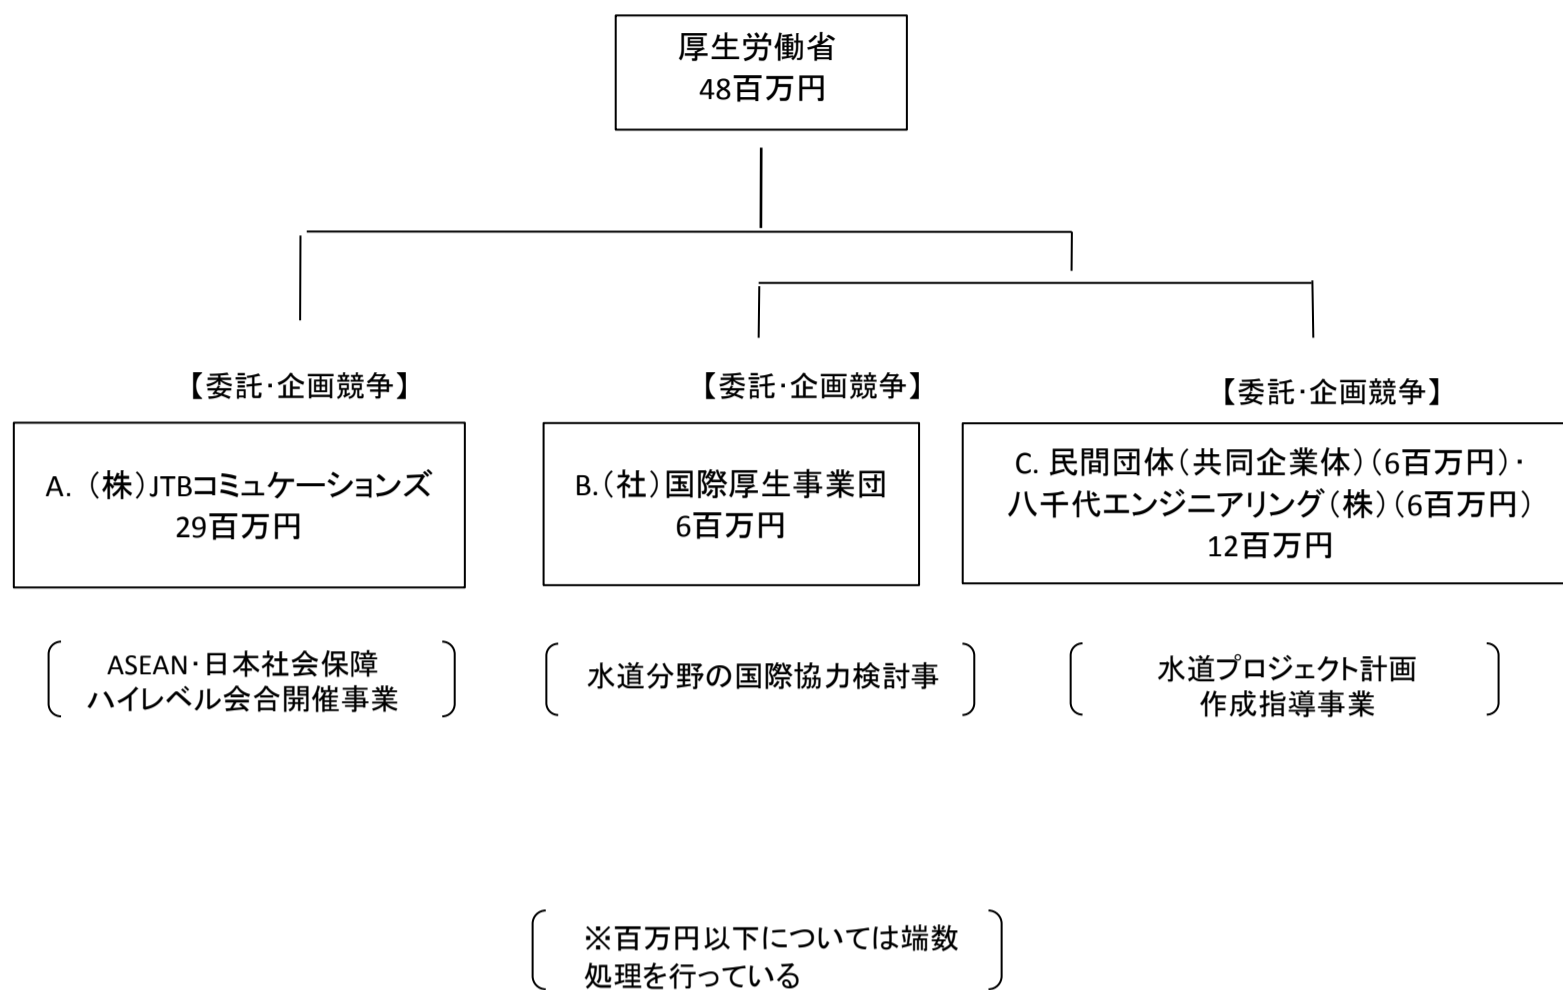 厚生労働省
48百万円
【委託・企画競争】
【委託・企画競争】
【委託・企画競争】
A. （株）JTBコミュケーションズ
29百万円
B.（社）国際厚生事業団
6百万円
C. 民間団体（共同企業体）（6百万円）・
八千代エンジニアリング（株）（6百万円）
12百万円
ASEAN・日本社会保障
ハイレベル会合開催事業
水道分野の国際協力検討事
水道プロジェクト計画
作成指導事業
※百万円以下については端数
処理を行っている